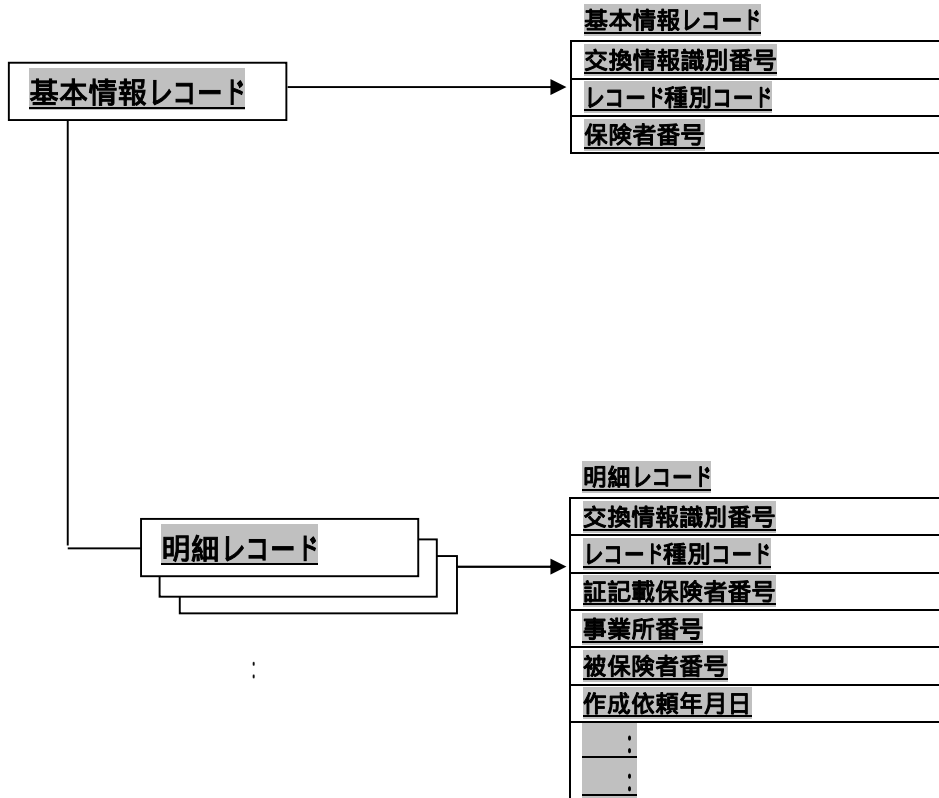 基本情報レコード
基本情報レコード
交換情報識別番号
レコード種別コード
保険者番号
明細レコード
明細レコード
交換情報識別番号
レコード種別コード
証記載保険者番号
事業所番号
被保険者番号
作成依頼年月日
:
:
: